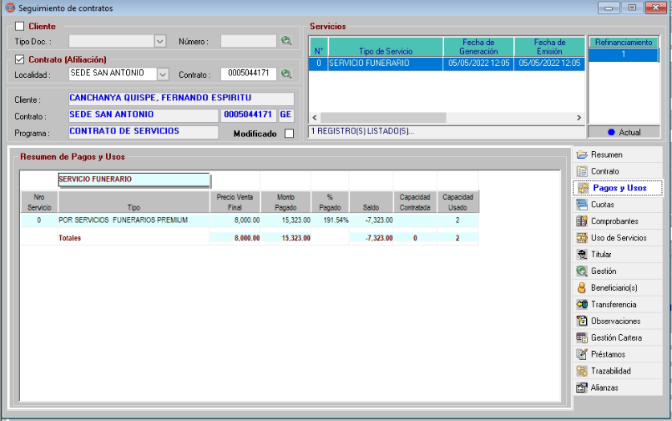 Seguimiento de contratos
Cliente
Tipo Doc. :
Número :
Contrato (Afiliación)
Localidad : SEDE SAN ANTONIO
Contrato : 0005044171
Cliente : CANCHANYA QUISPE, FERNANDO ESPIRITU
Contrato : SEDE SAN ANTONIO 0005044171 GE
Programa : CONTRATO DE SERVICIOS Modificado
Servicios
N° Tipo de Servicio Fecha de Generación Fecha de Emisión
0 SERVICIO FUNERARIO 05/05/2022 12:05 05/05/2022 12:05
1 REGISTRO(S) LISTADO(S)...
Refinanciamiento
1
Actual
Resumen de Pagos y Usos
SERVICIO FUNERARIO
Nro Servicio Tipo Precio Venta Final Monto Pagado % Pagado Saldo Capacidad Contratada Capacidad Usado
0 POR SERVICIOS FUNERARIOS PREMIUM 8,000.00 15,323.00 191.54% -7,323.00 2
Totales 8,000.00 15,323.00 -7,323.00 0 2
Resumen
Contrato
Pagos y Usos
Cuotas
Comprobantes
Uso de Servicios
Titular
Gestión
Beneficiario(s)
Transferencia
Observaciones
Gestión Cartera
Préstamos
Trazabilidad
Alianzas